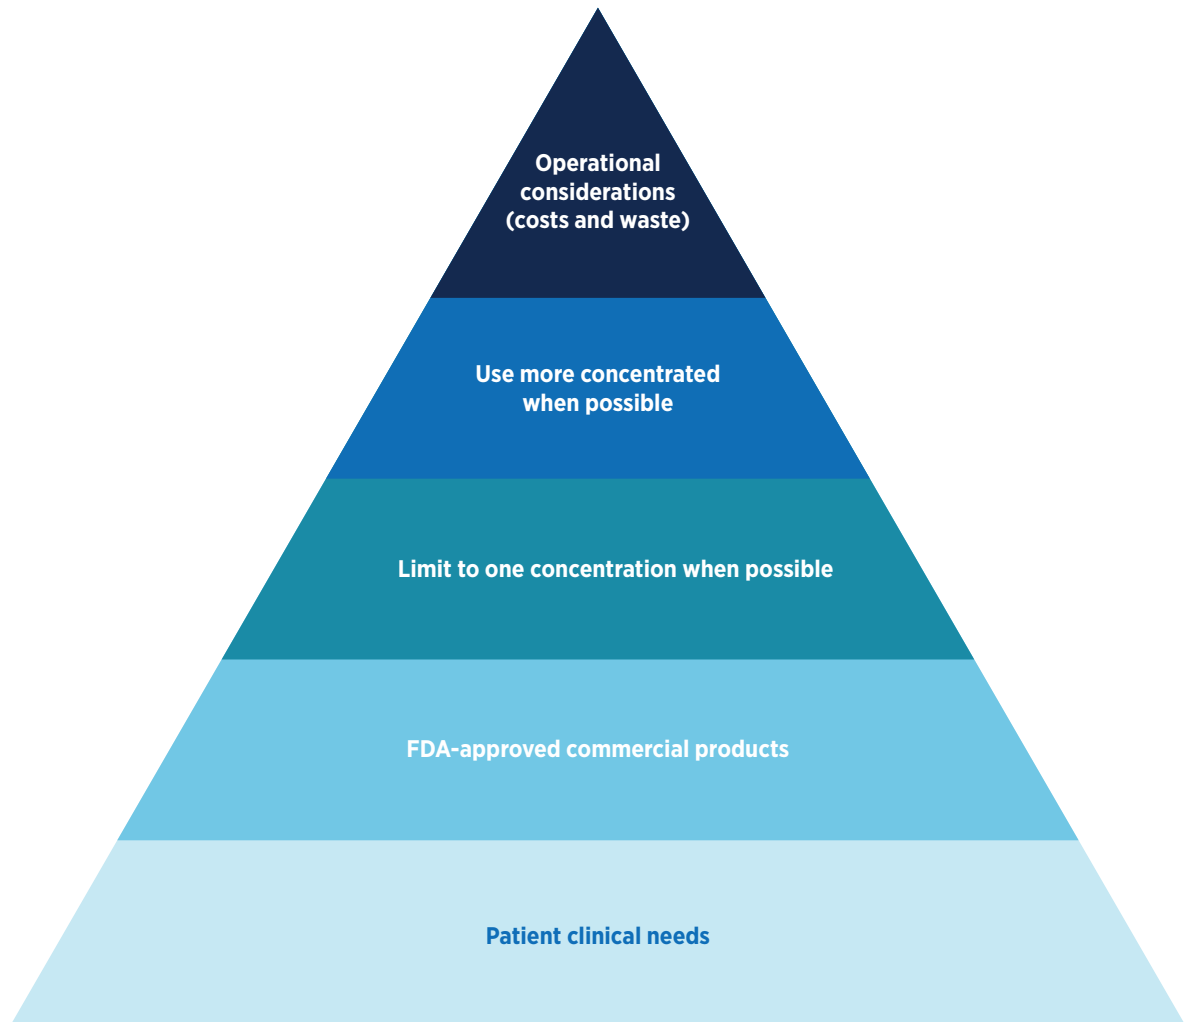 Operational
considerations
(costs and waste)
Use more concentrated
when possible
Limit to one concentration when possible
FDA-approved commercial products
Patient clinical needs